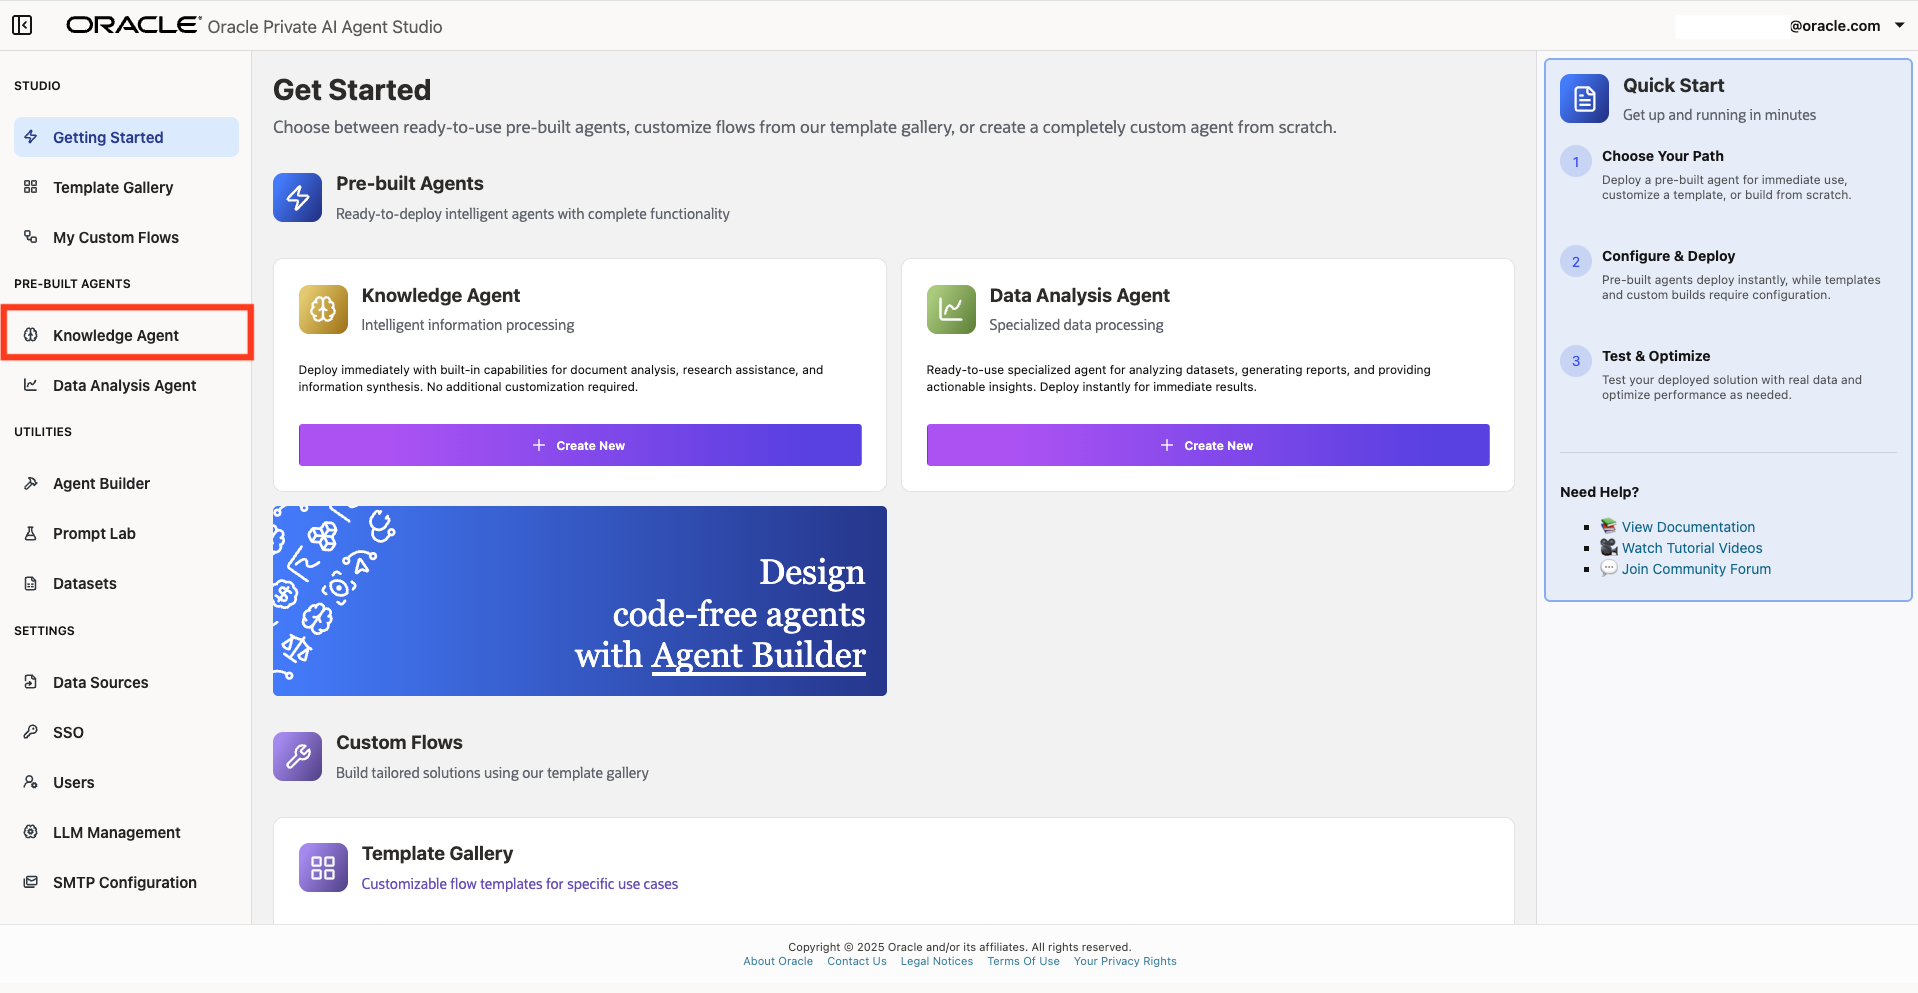 ORACLE Oracle Private AI Agent Studio
@oracle.com
STUDIO
Getting Started
Template Gallery
My Custom Flows
PRE-BUILT AGENTS
Knowledge Agent
Data Analysis Agent
UTILITIES
Agent Builder
Prompt Lab
Datasets
SETTINGS
Data Sources
SSO
Users
LLM Management
SMTP Configuration
Get Started
Choose between ready-to-use pre-built agents, customize flows from our template gallery, or create a completely custom agent from scratch.
Pre-built Agents
Ready-to-deploy intelligent agents with complete functionality
Knowledge Agent
Intelligent information processing
Deploy immediately with built-in capabilities for document analysis, research assistance, and
information synthesis. No additional customization required.
Create New
Data Analysis Agent
Specialized data processing
Ready-to-use specialized agent for analyzing datasets, generating reports, and providing
actionable insights. Deploy instantly for immediate results.
Create New
Design
code-free agents
with Agent Builder
Custom Flows
Build tailored solutions using our template gallery
Template Gallery
Customizable flow templates for specific use cases
Quick Start
Get up and running in minutes
1
Choose Your Path
Deploy a pre-built agent for immediate use,
customize a template, or build from scratch.
2
Configure & Deploy
Pre-built agents deploy instantly, while templates
and custom builds require configuration.
3
Test & Optimize
Test your deployed solution with real data and
optimize performance as needed.
Need Help?
View Documentation
Watch Tutorial Videos
Join Community Forum
Copyright © 2025 Oracle and/or its affiliates. All rights reserved.
About Oracle Contact Us Legal Notices Terms Of Use Your Privacy Rights